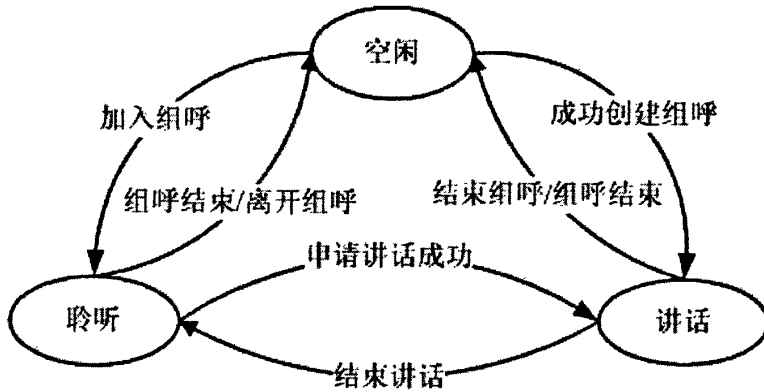 空闲
加入组呼
成功创建组呼
组呼结束/离开组呼
结束组呼/组呼结束
申请讲话成功
聆听
讲话
结束讲话